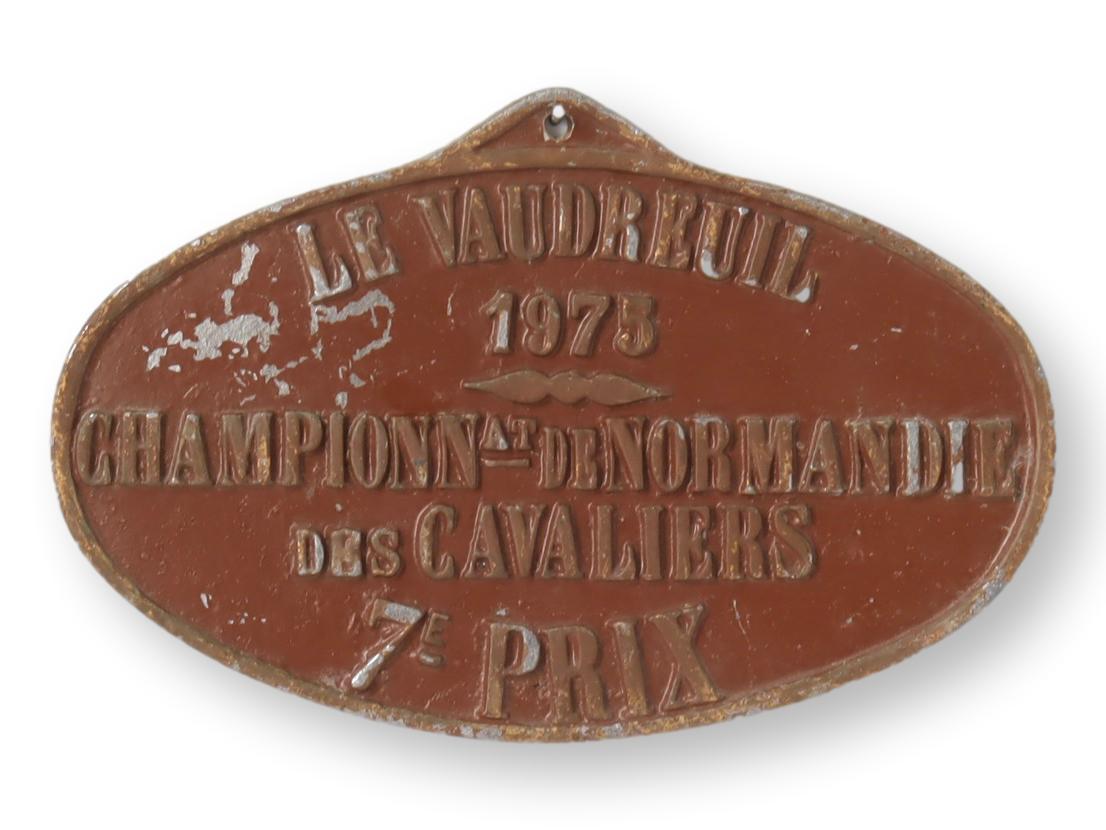 LE VAUDREUIL
1975
CHAMPIONNAT DE NORMANDIE
DES CAVALIERS
7E PRIX